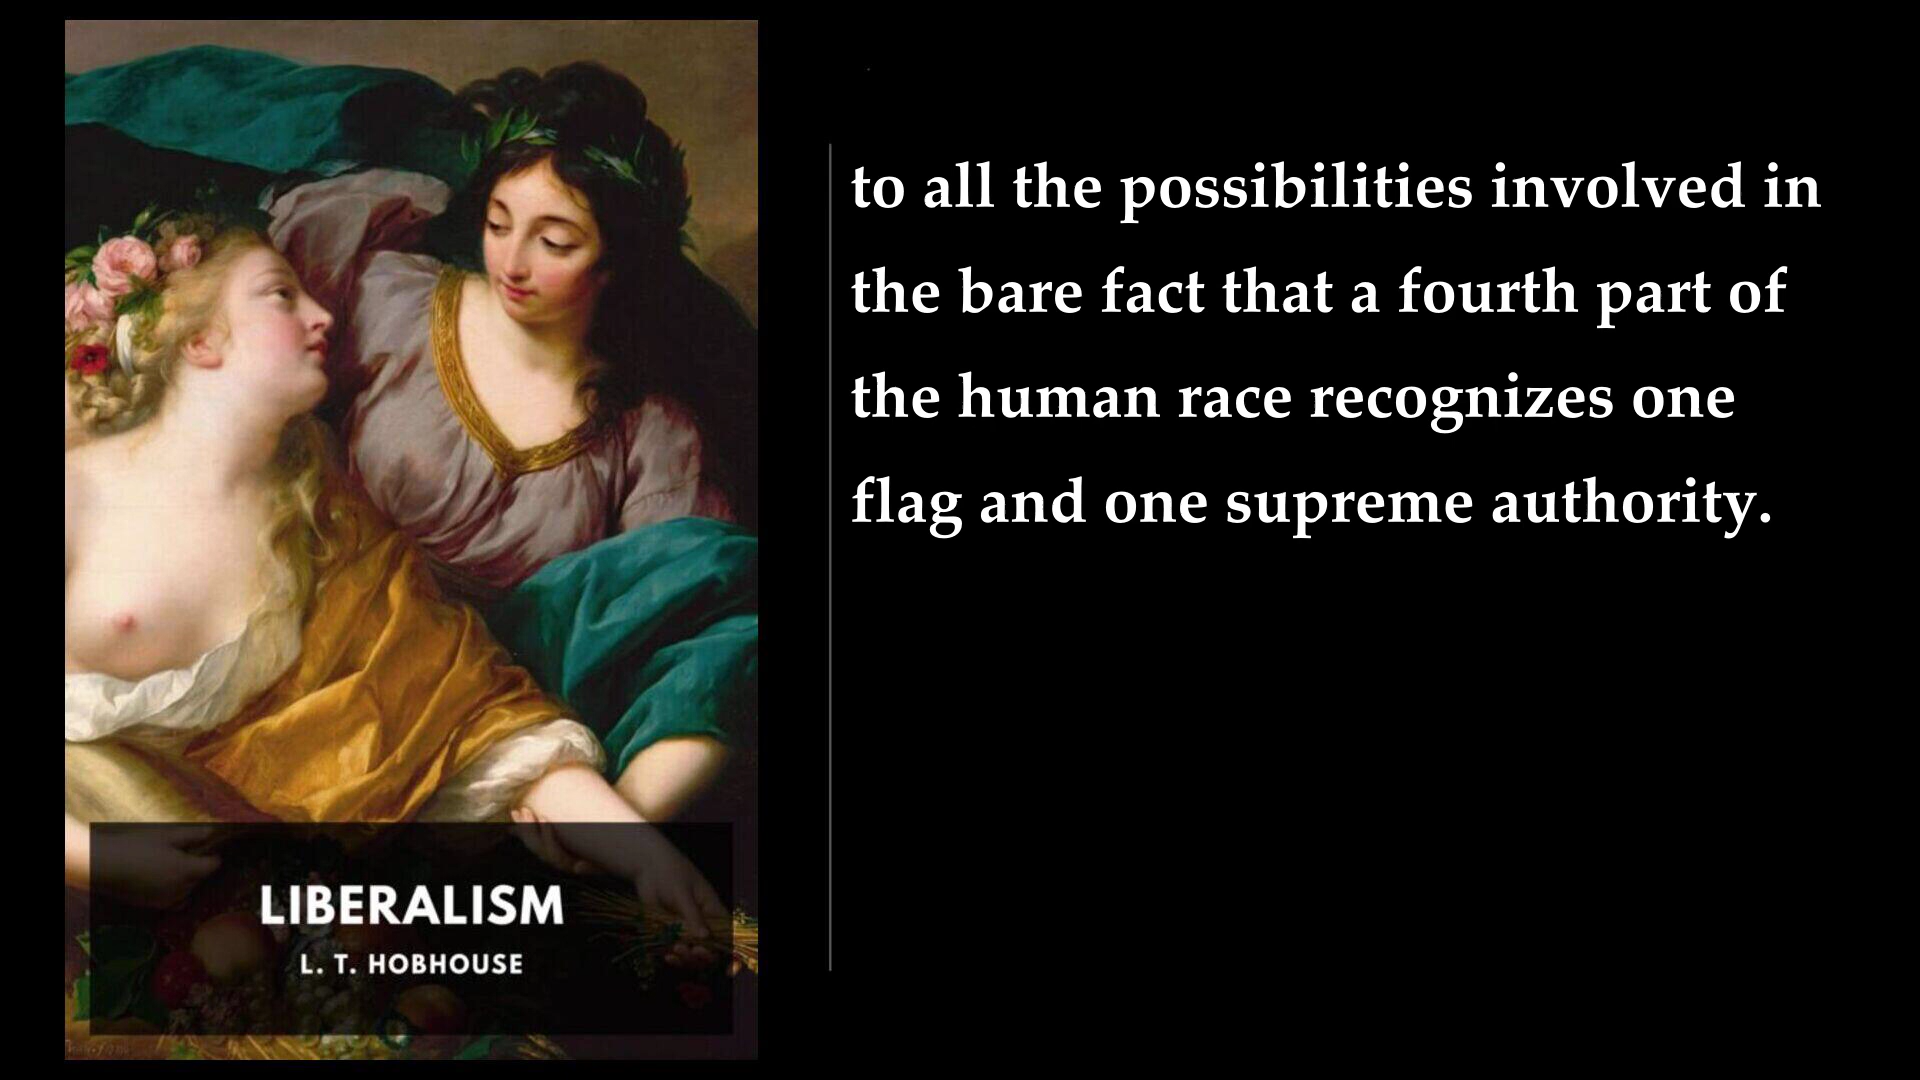 to all the possibilities involved in
the bare fact that a fourth part of
the human race recognizes one
flag and one supreme authority.
LIBERALISM
L. T. HOBHOUSE